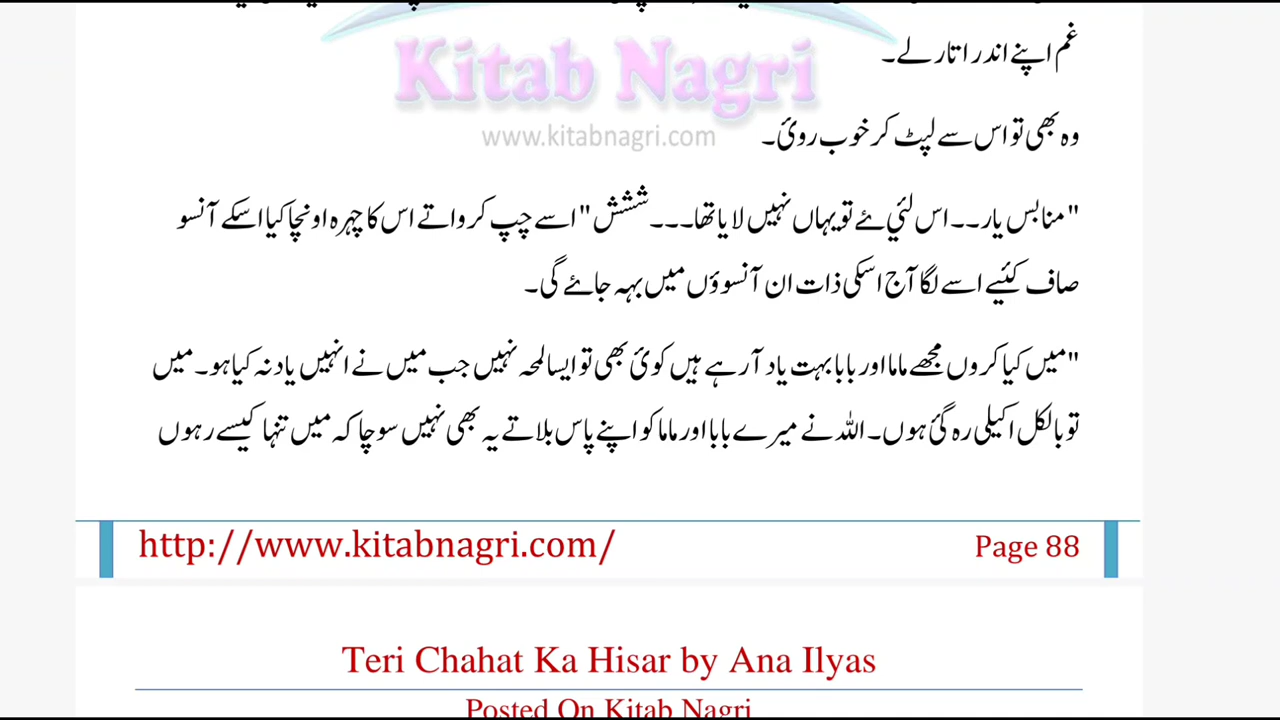 Kitab Nagri
www.kitabnagri.com
غم اپنے اندر اتار لے۔
وہ بھی تو اس سے لپٹ کر خوب روئ۔
"منا بس یار۔۔اس لئیۓ تو یہاں نہیں لایا تھا۔۔۔ششش"اسے چپ کرواتے اس کا چہرہ اونچا کیا اسکے آنسو
صاف کئیے اسے لگا آج اسکی ذات ان آنسوؤں میں بہہ جاۓ گی۔
"میں کیا کروں مجھے ماما اور بابا بہت یاد آرہے ہیں کوئ بھی تو ایسا لمحہ نہیں جب میں نے انہیں یاد نہ کیا ہو۔ میں
تو بالکل اکیلی رہ گئ ہوں۔ اللہ نے میرے بابا اور ماما کو اپنے پاس بلاتے یہ بھی نہیں سوچا کہ میں تنہا کیسے رہوں
http://www.kitabnagri.com/ Page 88
Teri Chahat Ka Hisar by Ana Ilyas
Posted On Kitab Nagri